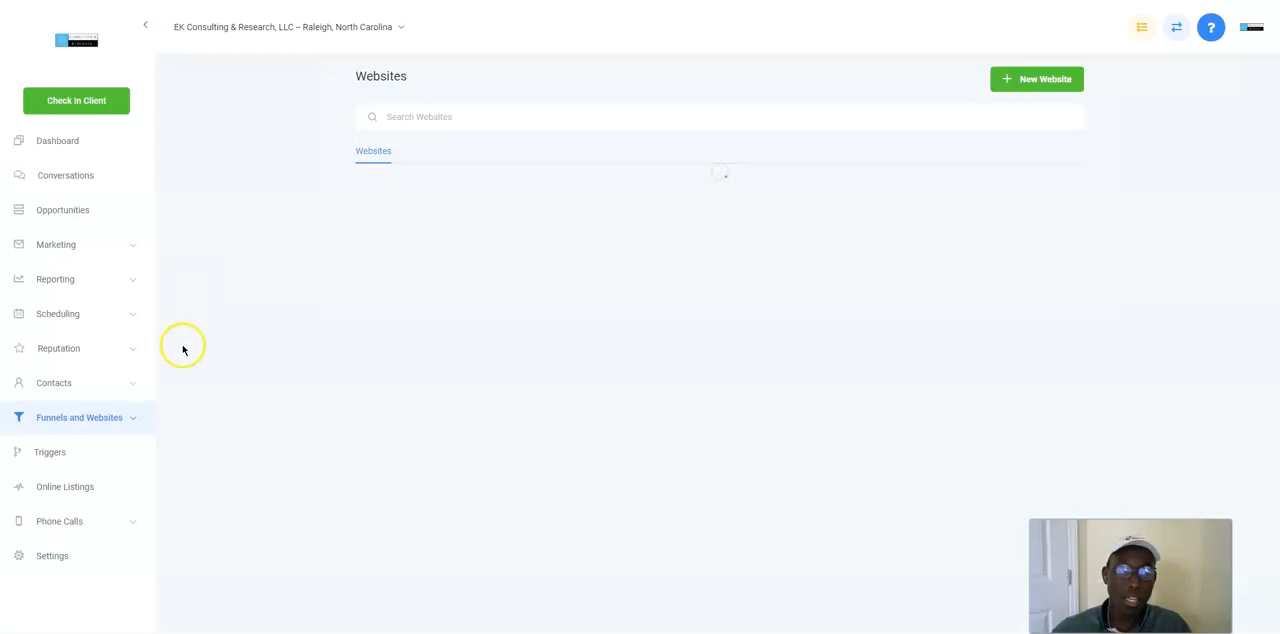 EK Consulting & Research, LLC -- Raleigh, North Carolina
?
Check In Client
Dashboard
Conversations
Opportunities
Marketing
Reporting
Scheduling
Reputation
Contacts
Funnels and Websites
Triggers
Online Listings
Phone Calls
Settings
Websites
+ New Website
Search Websites
Websites